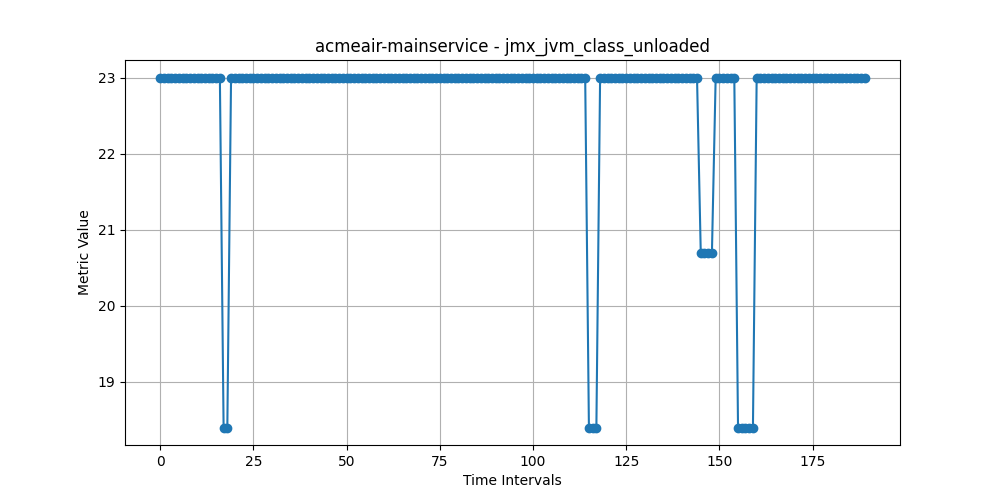 acmeair-mainservice - jmx_jvm_class_unloaded
23
22
21
20
19
Metric Value
0 25 50 75 100 125 150 175
Time Intervals